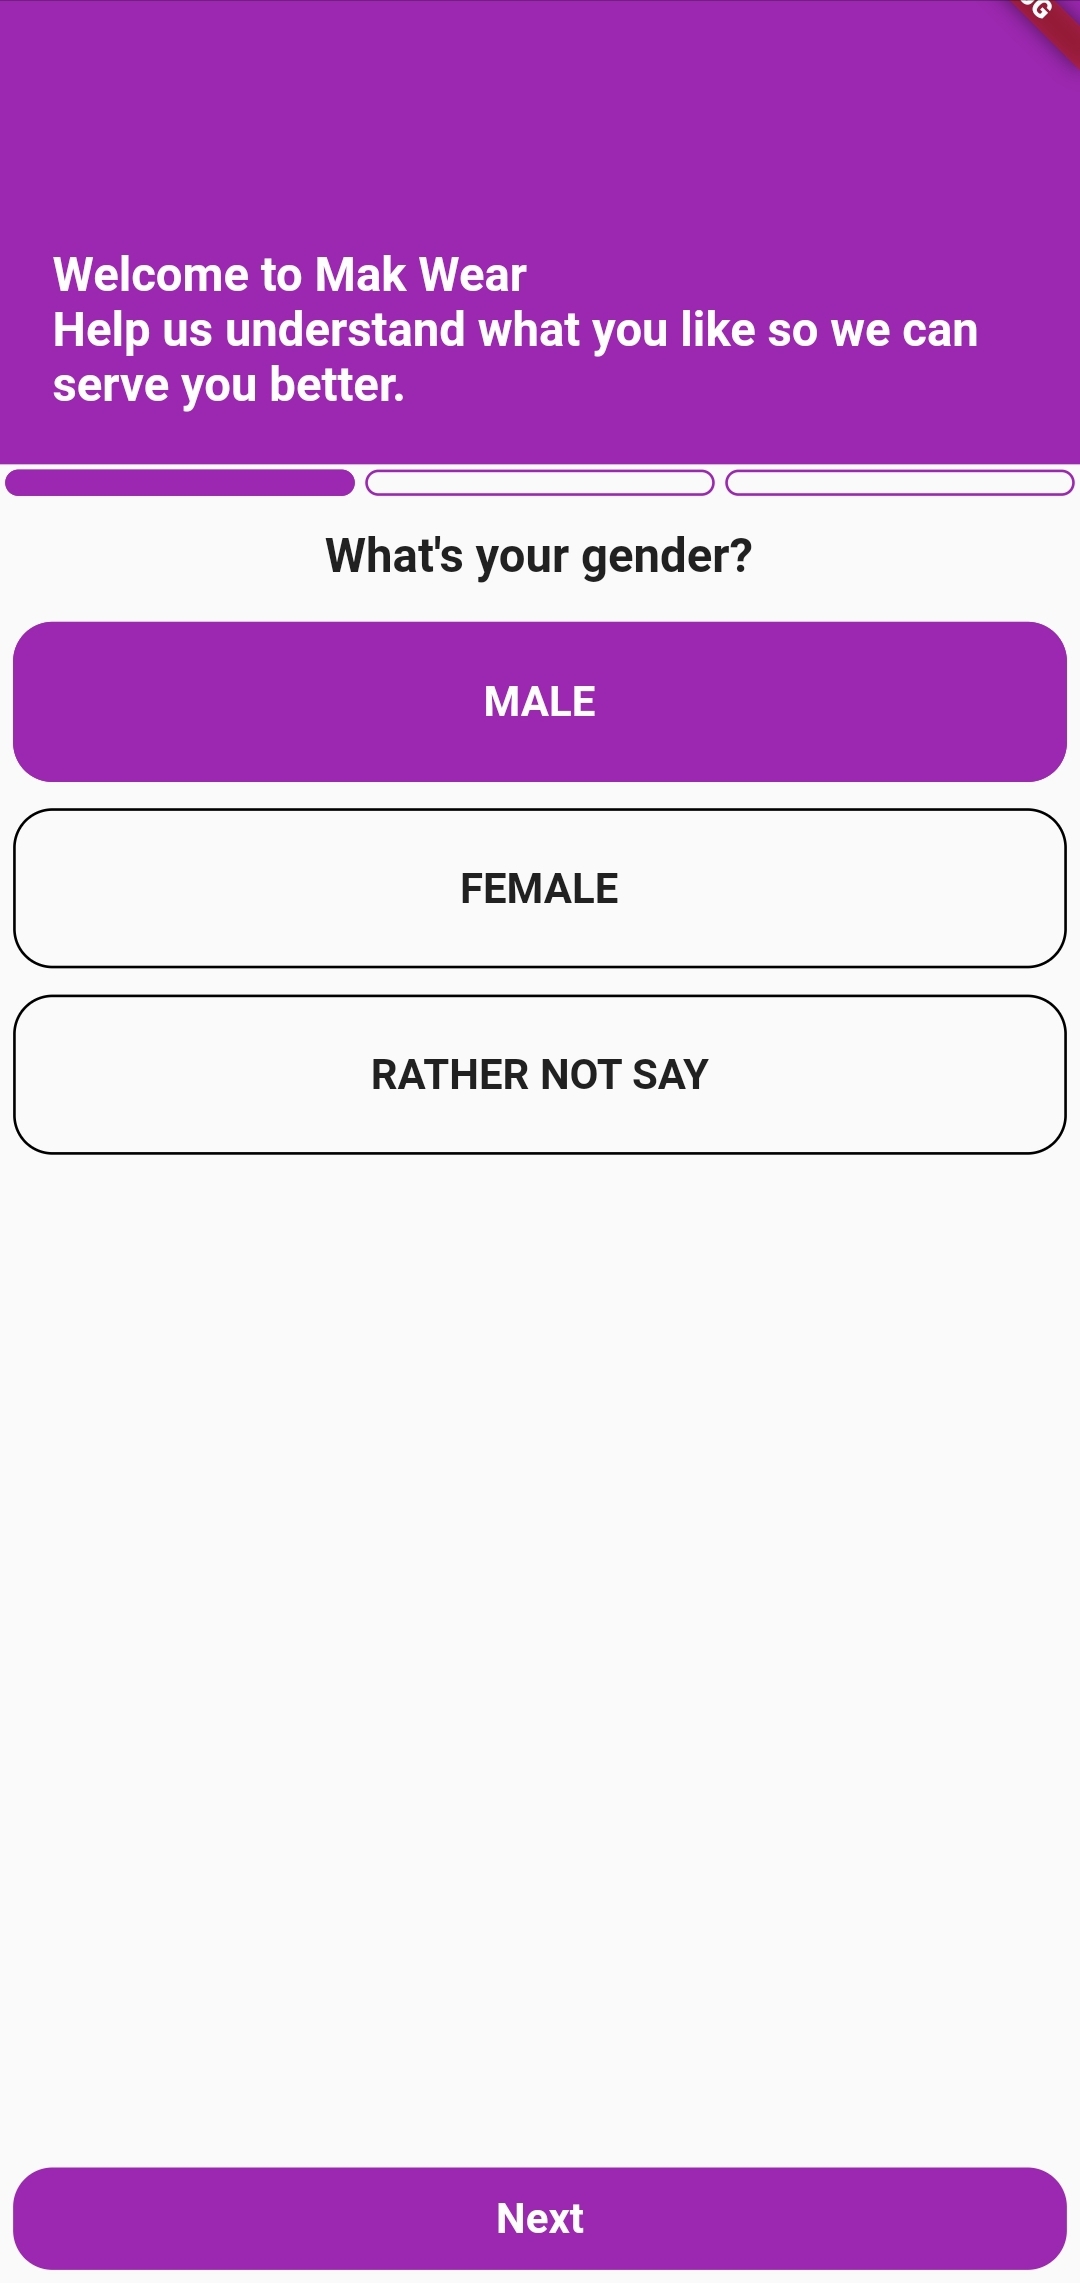 Welcome to Mak Wear
Help us understand what you like so we can
serve you better.
What's your gender?
MALE
FEMALE
RATHER NOT SAY
Next